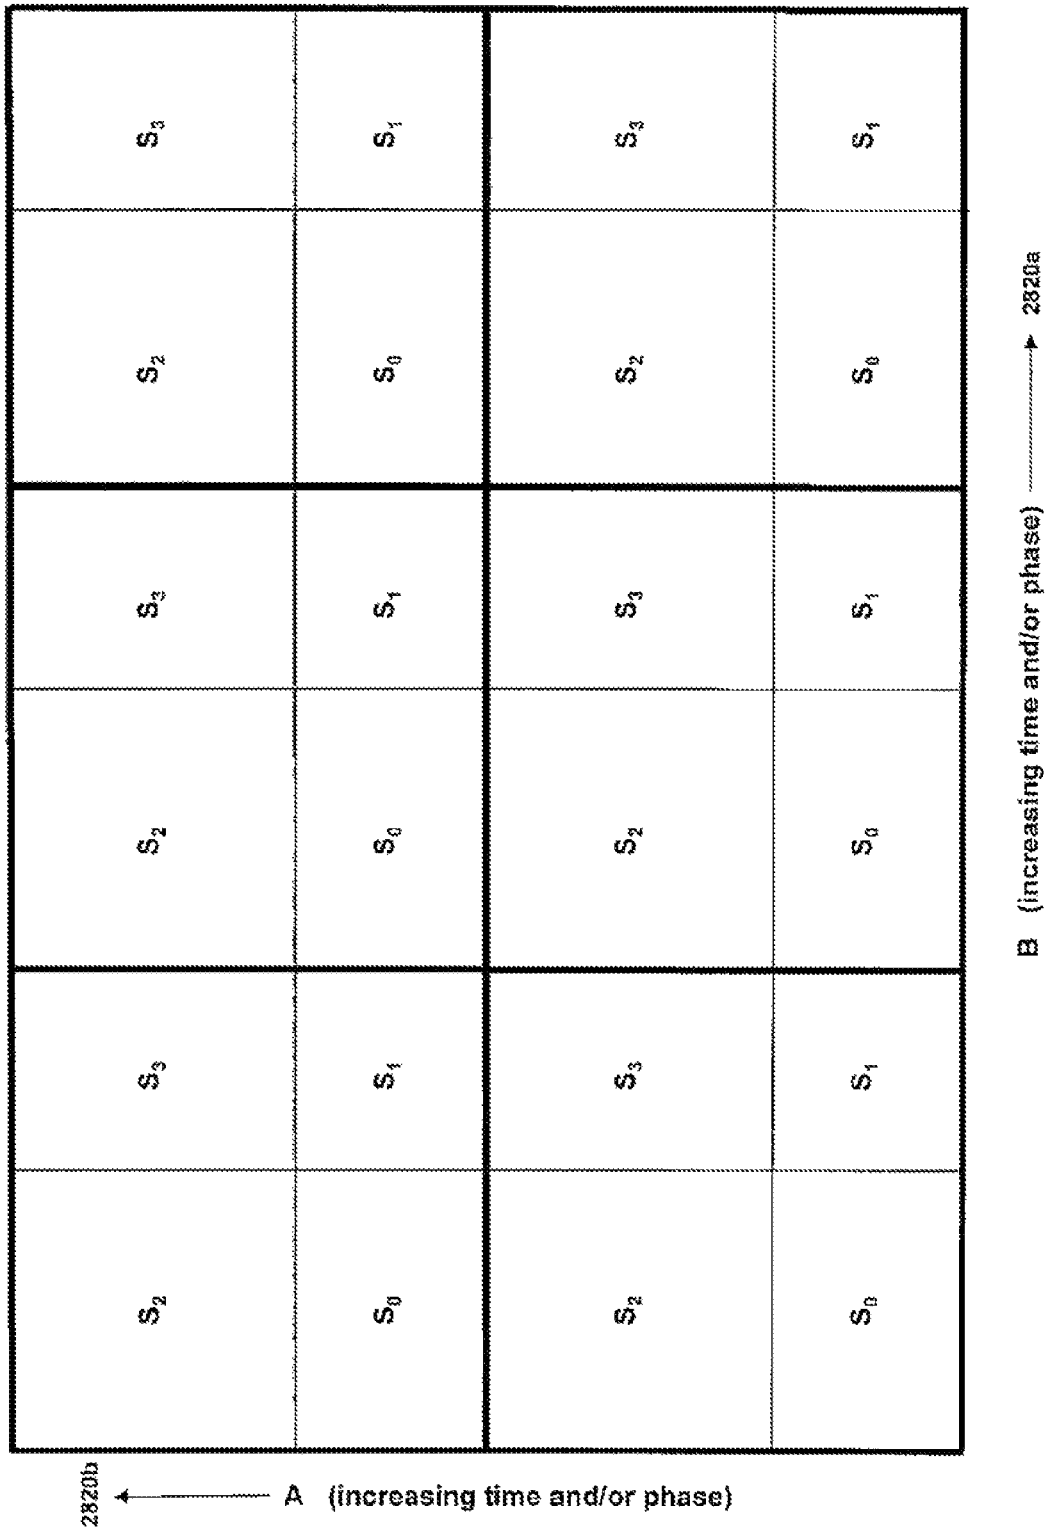 S₃ S₁ S₃ S₁
S₂ S₀ S₂ S₀
S₃ S₁ S₃ S₁
S₂ S₀ S₂ S₀
S₃ S₁ S₃ S₁
S₂ S₀ S₂ S₀
B (increasing time and/or phase) → 2820a
2820b ← A (increasing time and/or phase)